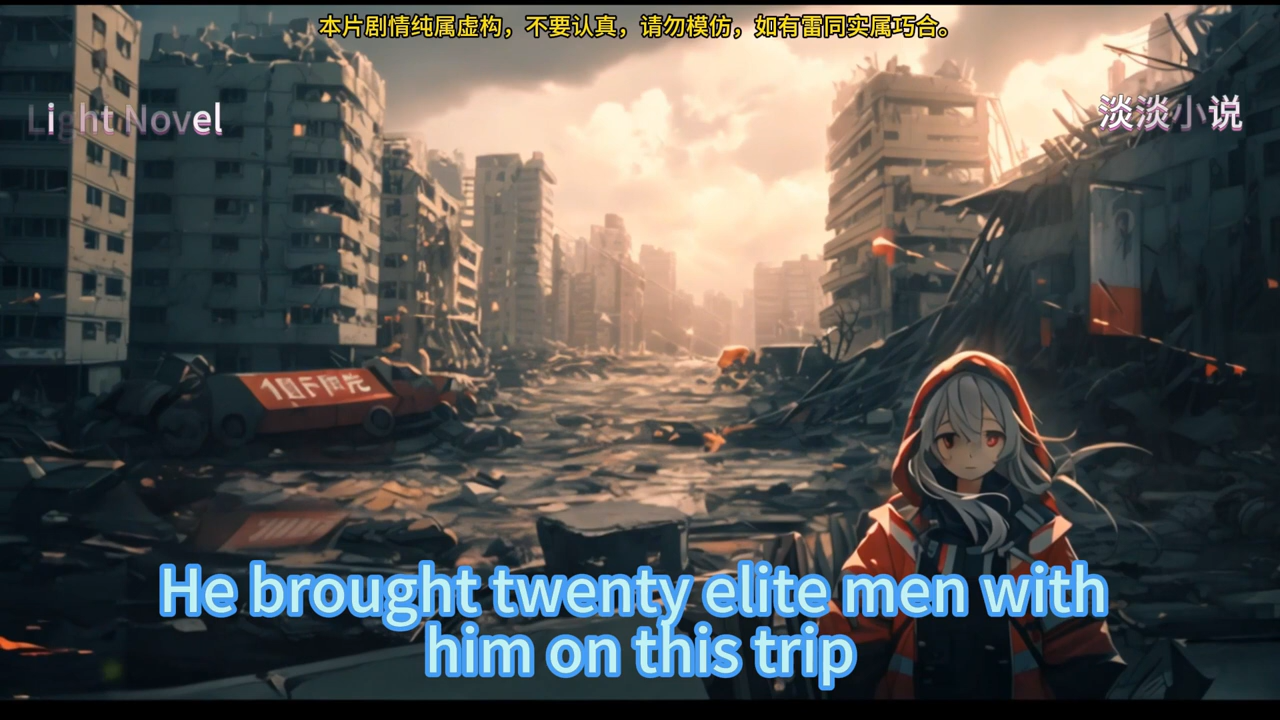 本片剧情纯属虚构，不要认真，请勿模仿，如有雷同实属巧合。
Light Novel
淡淡小说
He brought twenty elite men with
him on this trip